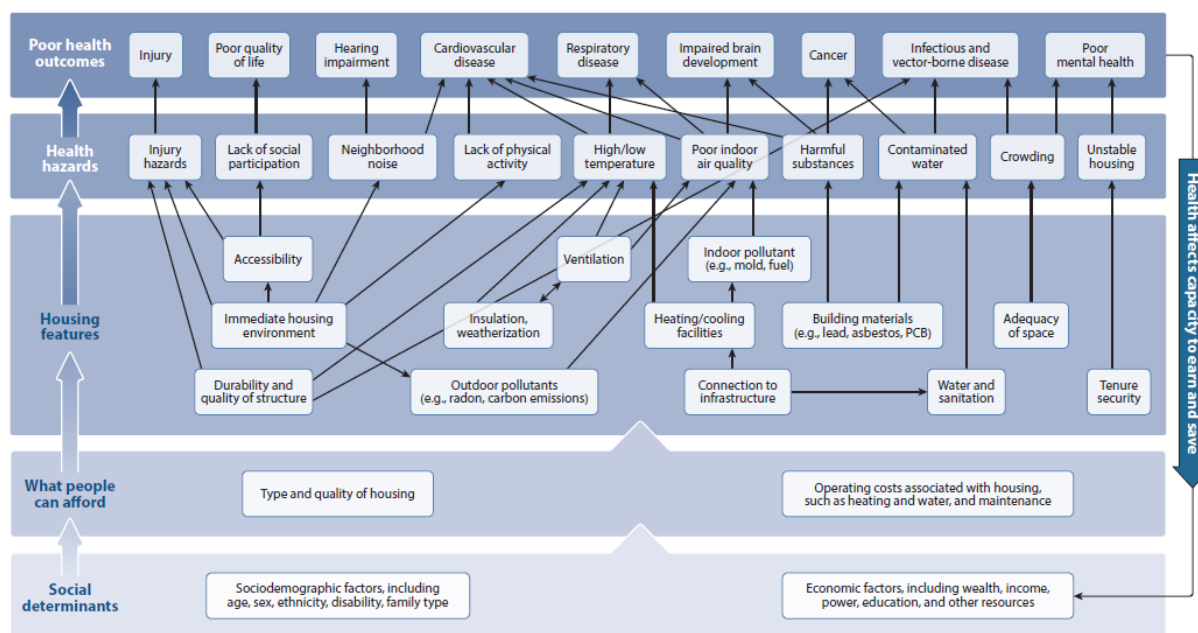 Poor health
outcomes
Injury
Poor quality
of life
Hearing
impairment
Cardiovascular
disease
Respiratory
disease
Impaired brain
development
Cancer
Infectious and
vector-borne disease
Poor
mental health
Health
hazards
Injury
hazards
Lack of social
participation
Neighborhood
noise
Lack of physical
activity
High/low
temperature
Poor indoor
air quality
Harmful
substances
Contaminated
water
Crowding
Unstable
housing
Housing
features
Accessibility
Ventilation
Indoor pollutant
(e.g., mold, fuel)
Immediate housing
environment
Insulation,
weatherization
Heating/cooling
facilities
Building materials
(e.g., lead, asbestos, PCB)
Adequacy
of space
Durability and
quality of structure
Outdoor pollutants
(e.g., radon, carbon emissions)
Connection to
infrastructure
Water and
sanitation
Tenure
security
What people
can afford
Type and quality of housing
Operating costs associated with housing,
such as heating and water, and maintenance
Social
determinants
Sociodemographic factors, including
age, sex, ethnicity, disability, family type
Economic factors, including wealth, income,
power, education, and other resources
Health affects capacity to earn and save